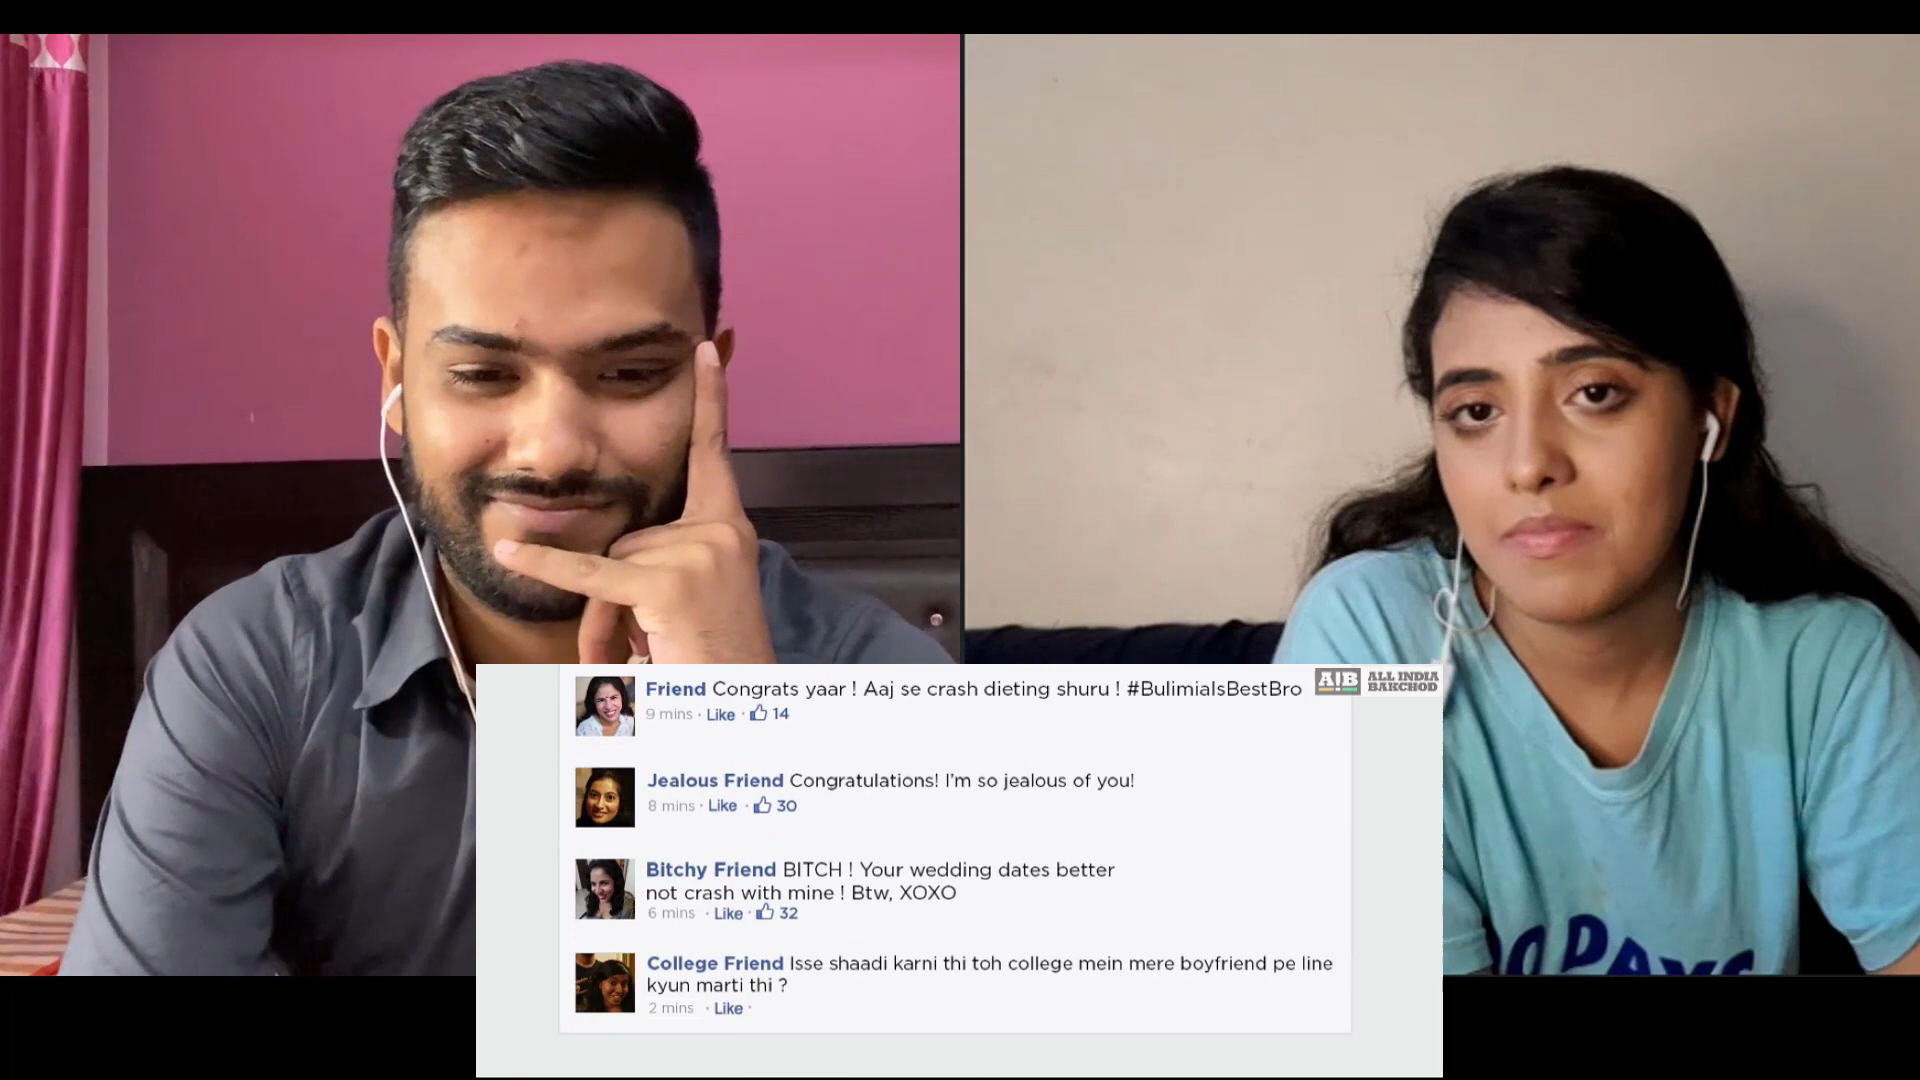 Friend Congrats yaar ! Aaj se crash dieting shuru ! #BulimiaIsBestBro
9 mins · Like · 14
A!B ALL INDIA
BAKCHOD
Jealous Friend Congratulations! I'm so jealous of you!
8 mins · Like · 30
Bitchy Friend BITCH ! Your wedding dates better
not crash with mine ! Btw, XOXO
6 mins · Like · 32
College Friend Isse shaadi karni thi toh college mein mere boyfriend pe line
kyun marti thi ?
2 mins · Like ·
DAYS